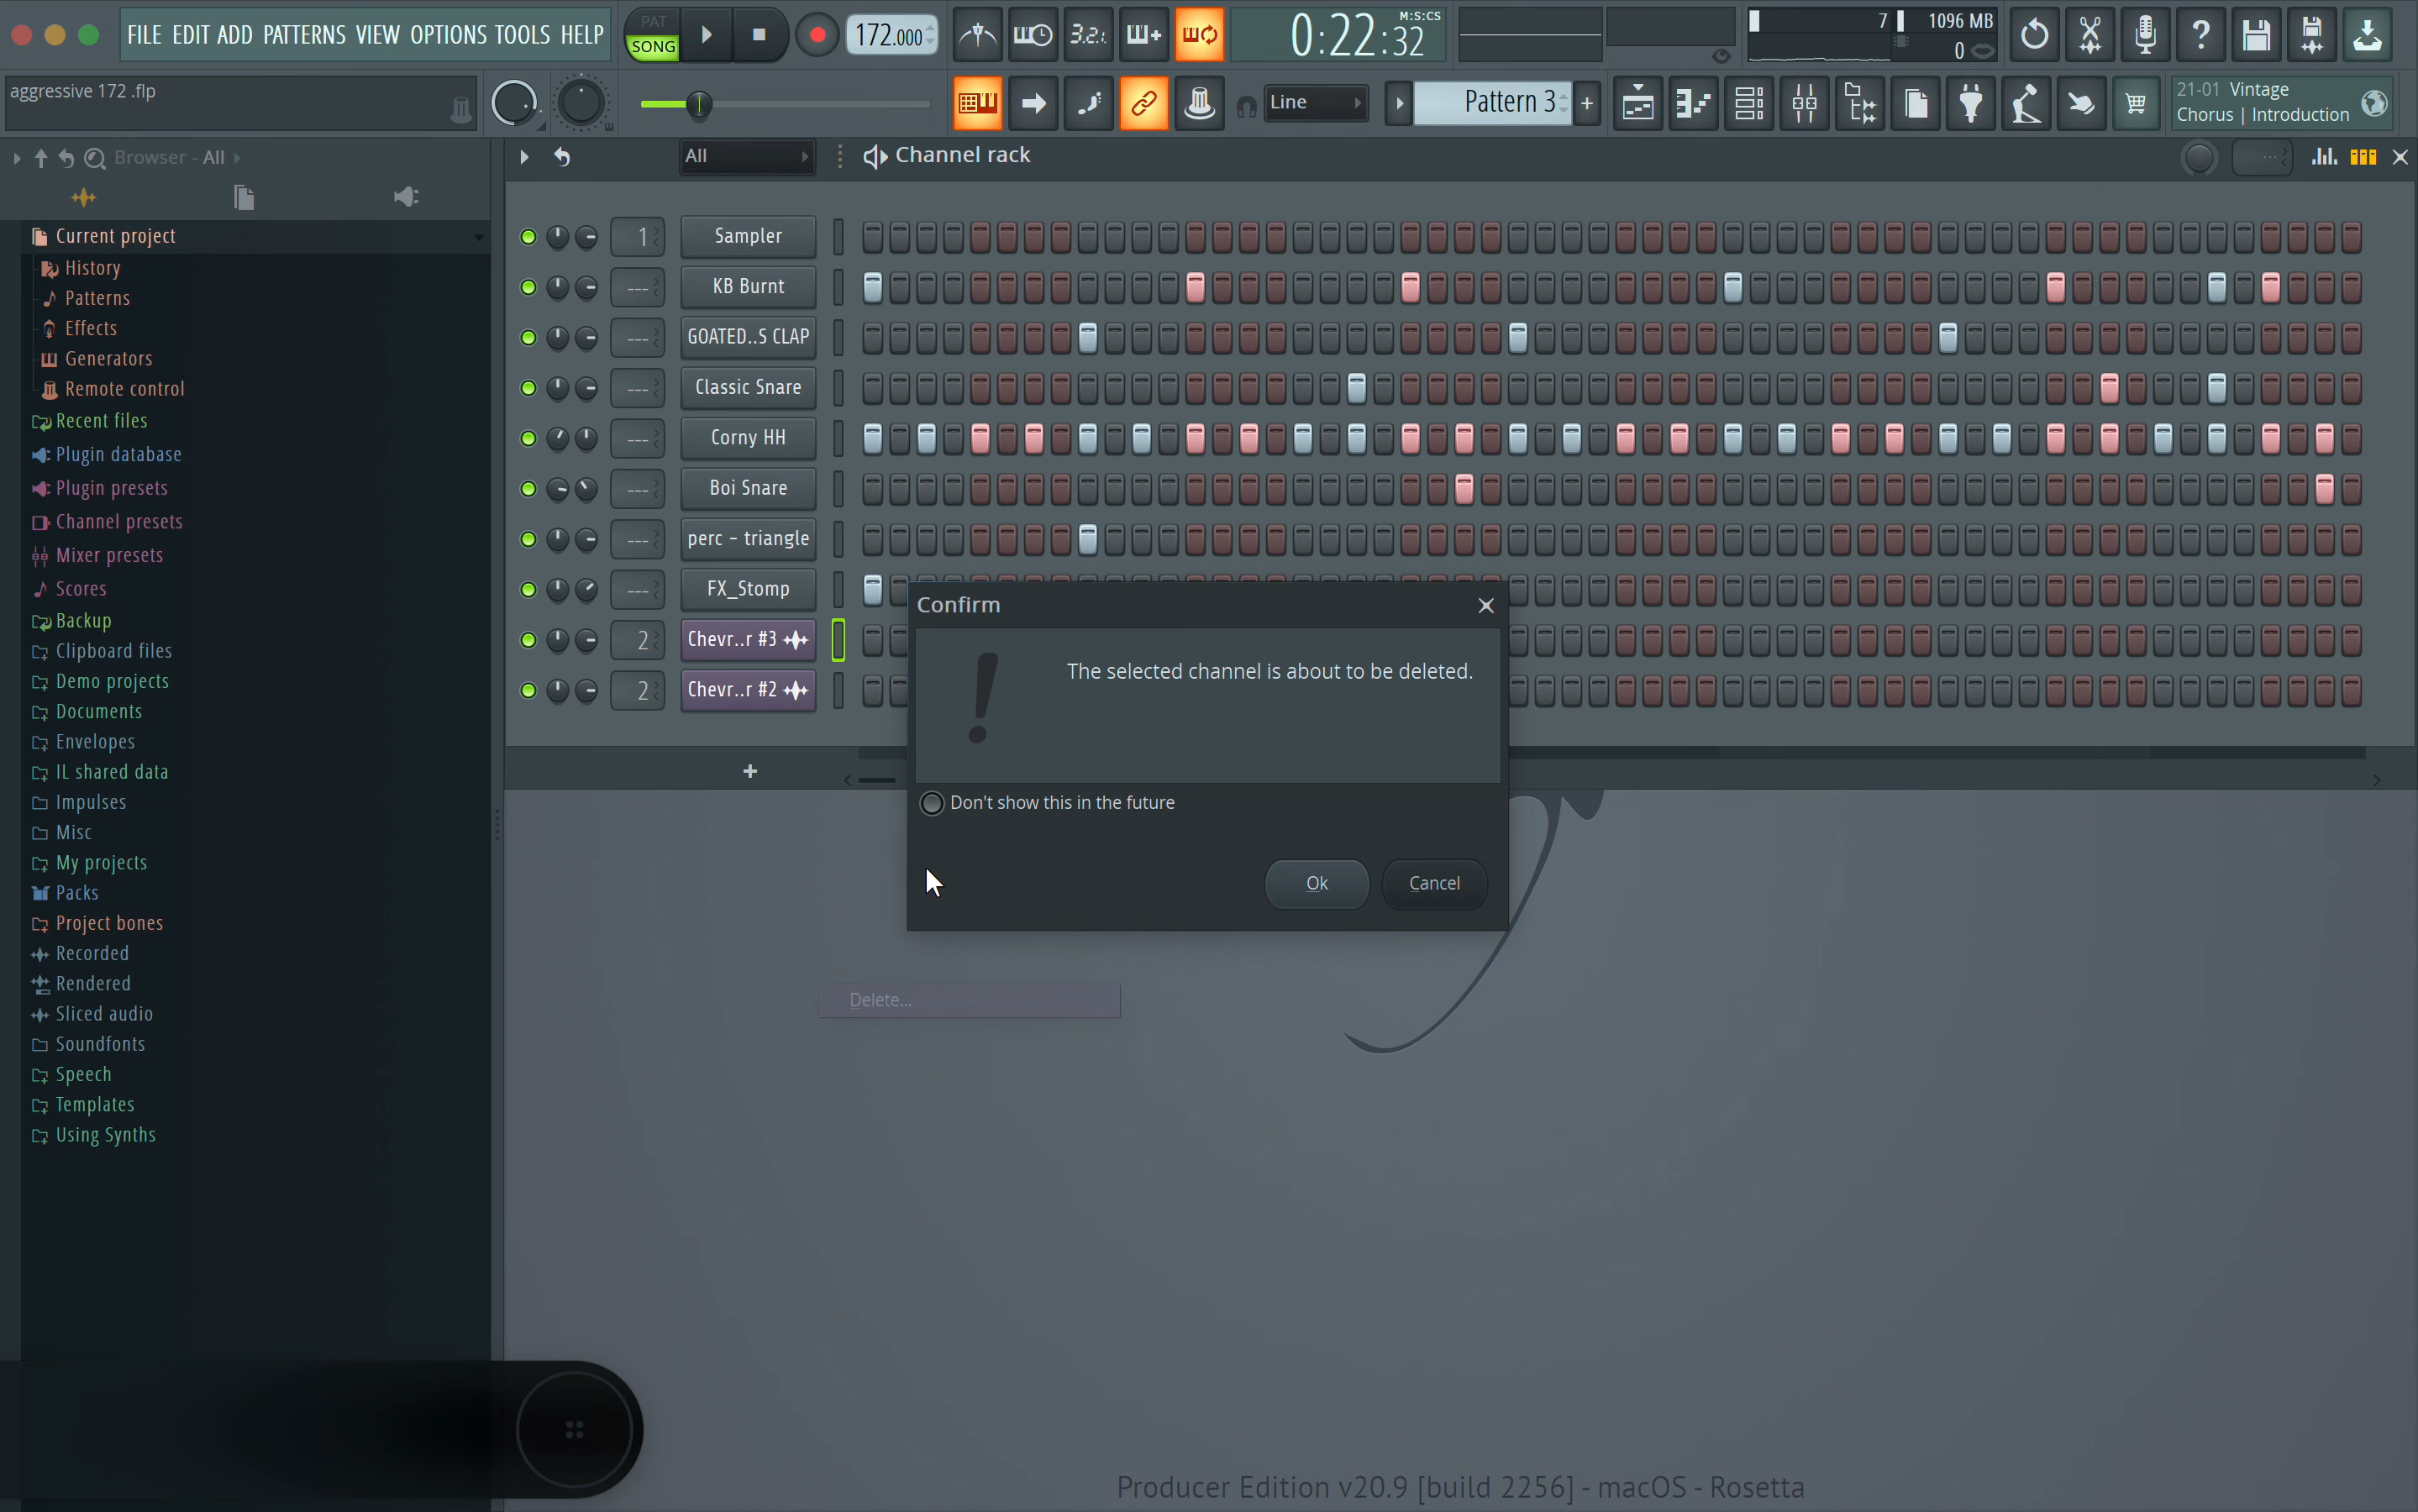 FILE EDIT ADD PATTERNS VIEW OPTIONS TOOLS HELP
PAT
SONG
172.000
3.2.1
M:S:CS
0:22:32
7
1096 MB
0
aggressive 172 .flp
Line
Pattern 3
+
21-01 Vintage
Chorus | Introduction
Browser - All
All
Channel rack
Current project
History
Patterns
Effects
Generators
Remote control
Recent files
Plugin database
Plugin presets
Channel presets
Mixer presets
Scores
Backup
Clipboard files
Demo projects
Documents
Envelopes
IL shared data
Impulses
Misc
My projects
Packs
Project bones
Recorded
Rendered
Sliced audio
Soundfonts
Speech
Templates
Using Synths
1 Sampler
--- KB Burnt
--- GOATED..S CLAP
--- Classic Snare
--- Corny HH
--- Boi Snare
--- perc - triangle
--- FX_Stomp
2 Chevr..r #3
2 Chevr..r #2
+
Confirm
The selected channel is about to be deleted.
Don't show this in the future
Ok
Cancel
Delete...
Producer Edition v20.9 [build 2256] - macOS - Rosetta